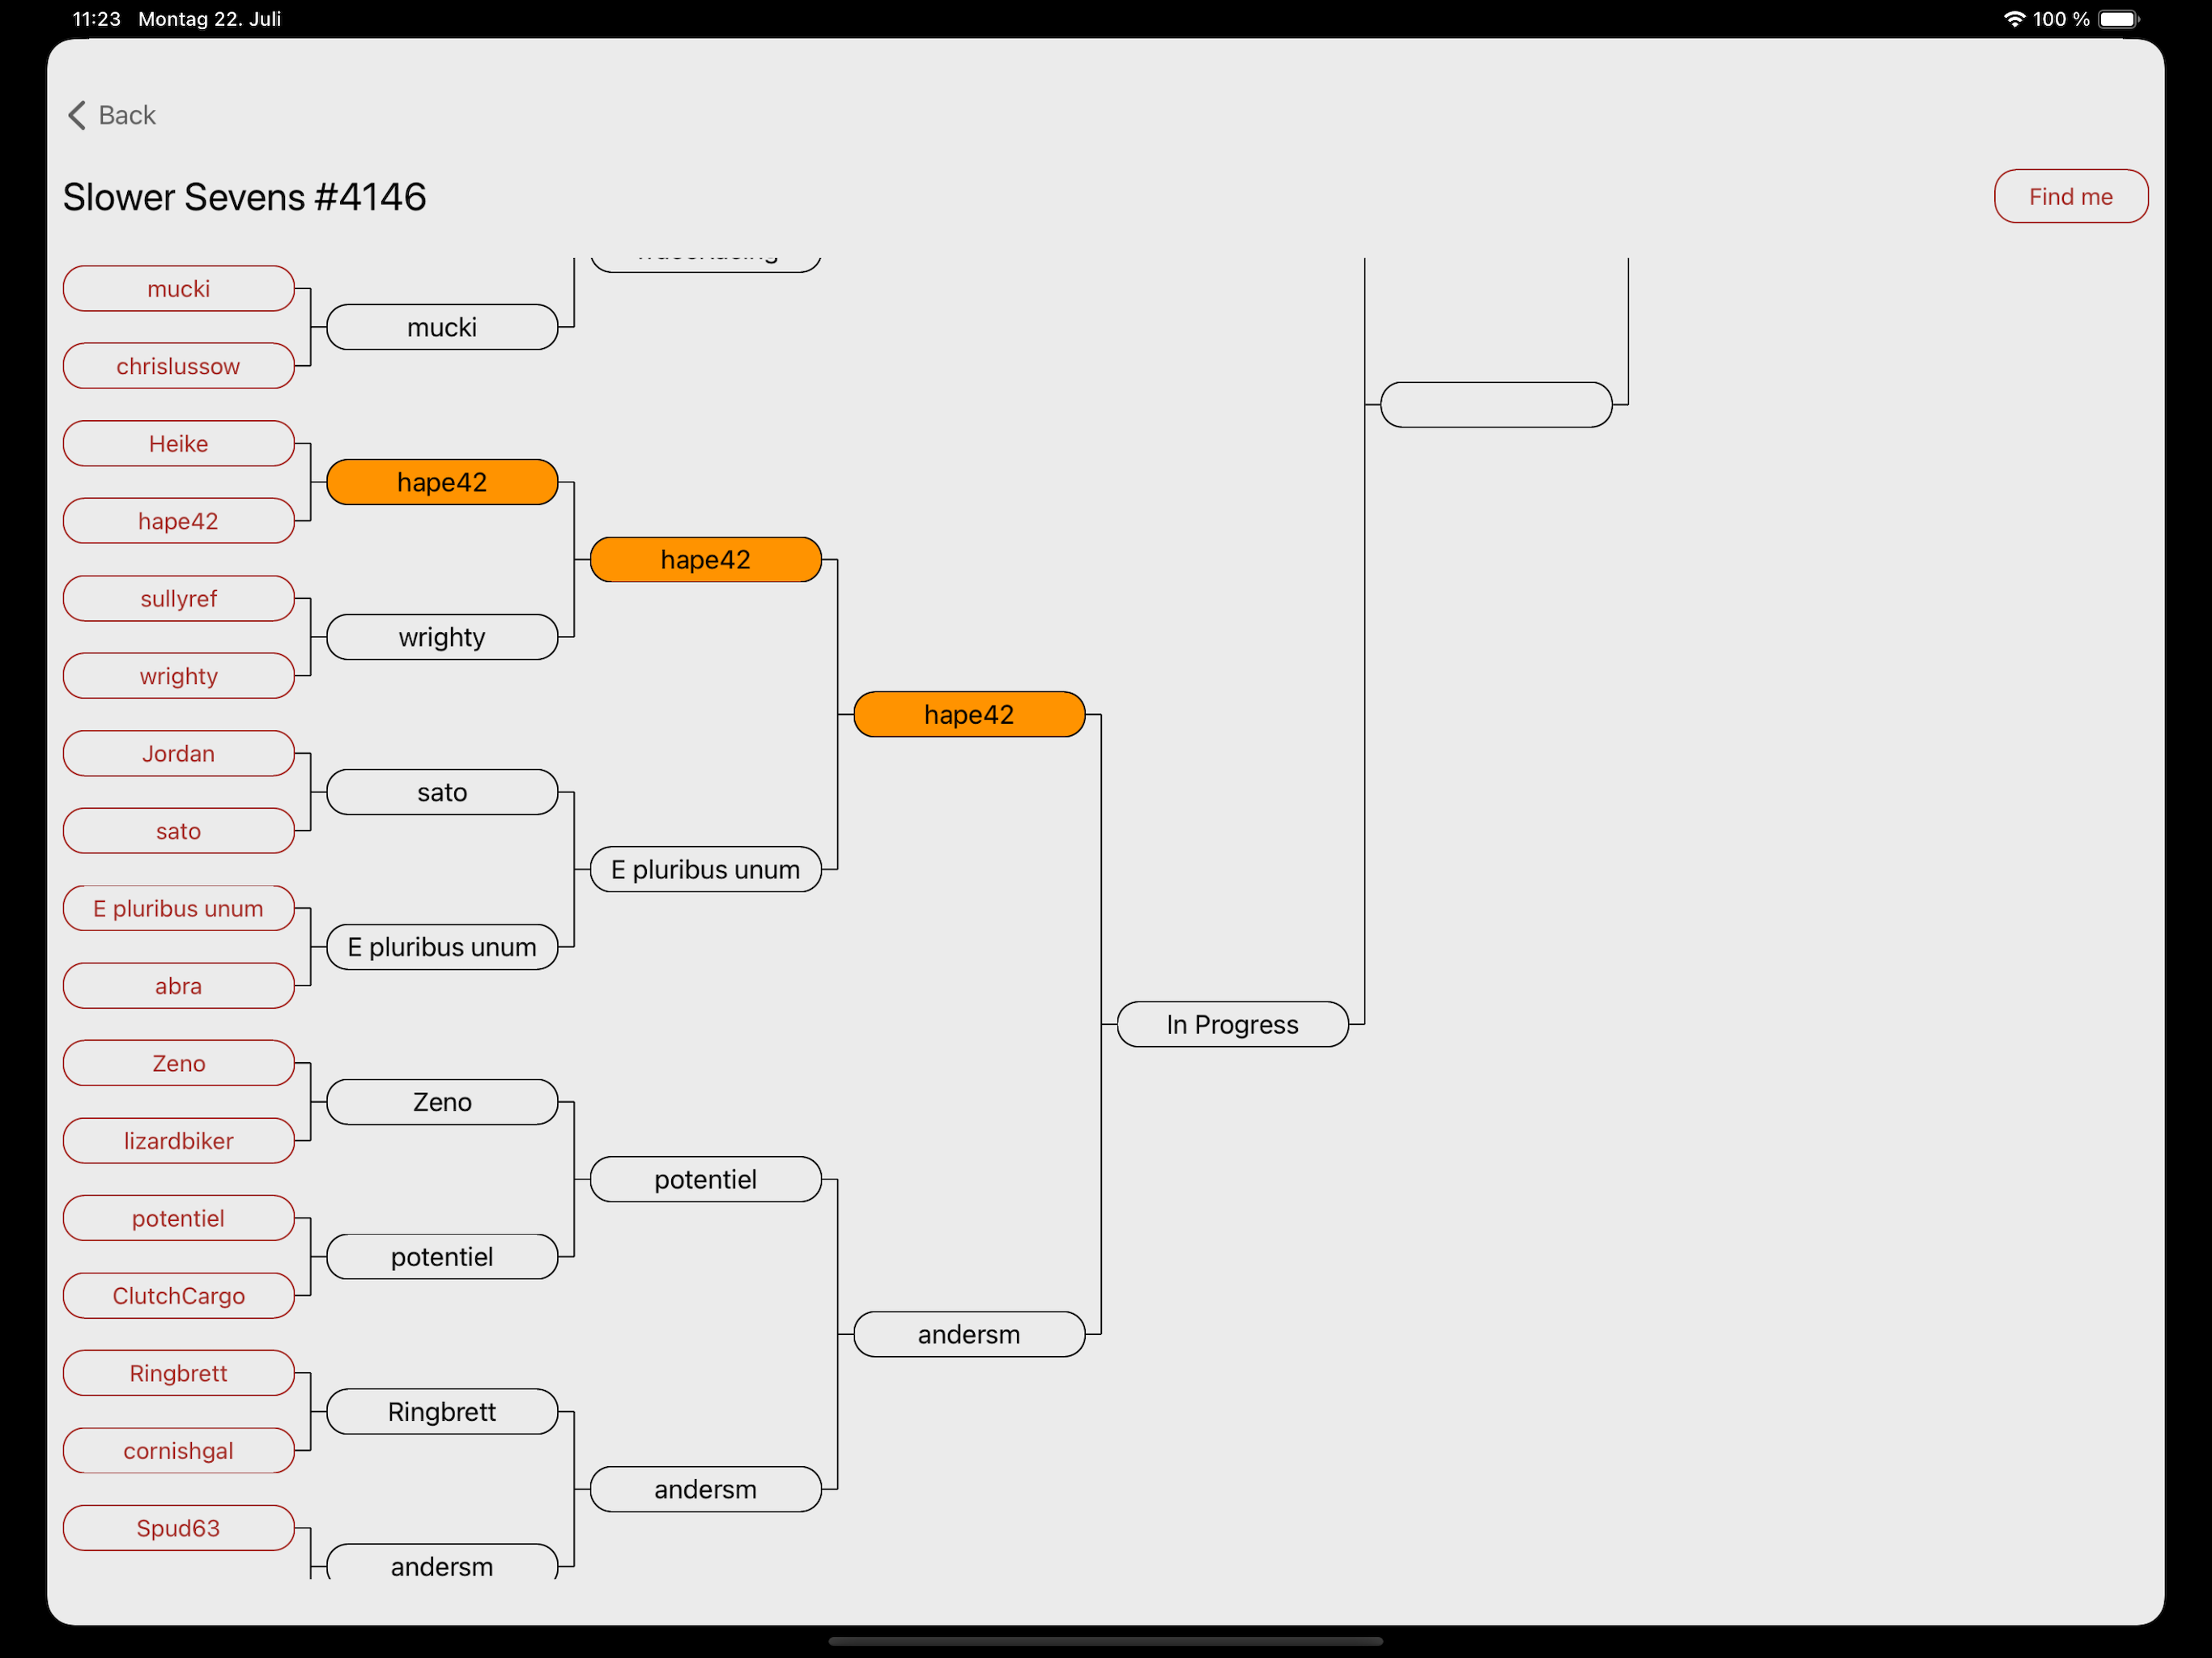 11:23 Montag 22. Juli
100 %
Back
Slower Sevens #4146
Find me
mucki
mucki
chrislussow
Heike
hape42
hape42
hape42
sullyref
wrighty
wrighty
hape42
Jordan
sato
sato
E pluribus unum
E pluribus unum
E pluribus unum
abra
In Progress
Zeno
Zeno
lizardbiker
potentiel
potentiel
potentiel
ClutchCargo
andersm
Ringbrett
Ringbrett
cornishgal
andersm
Spud63
andersm